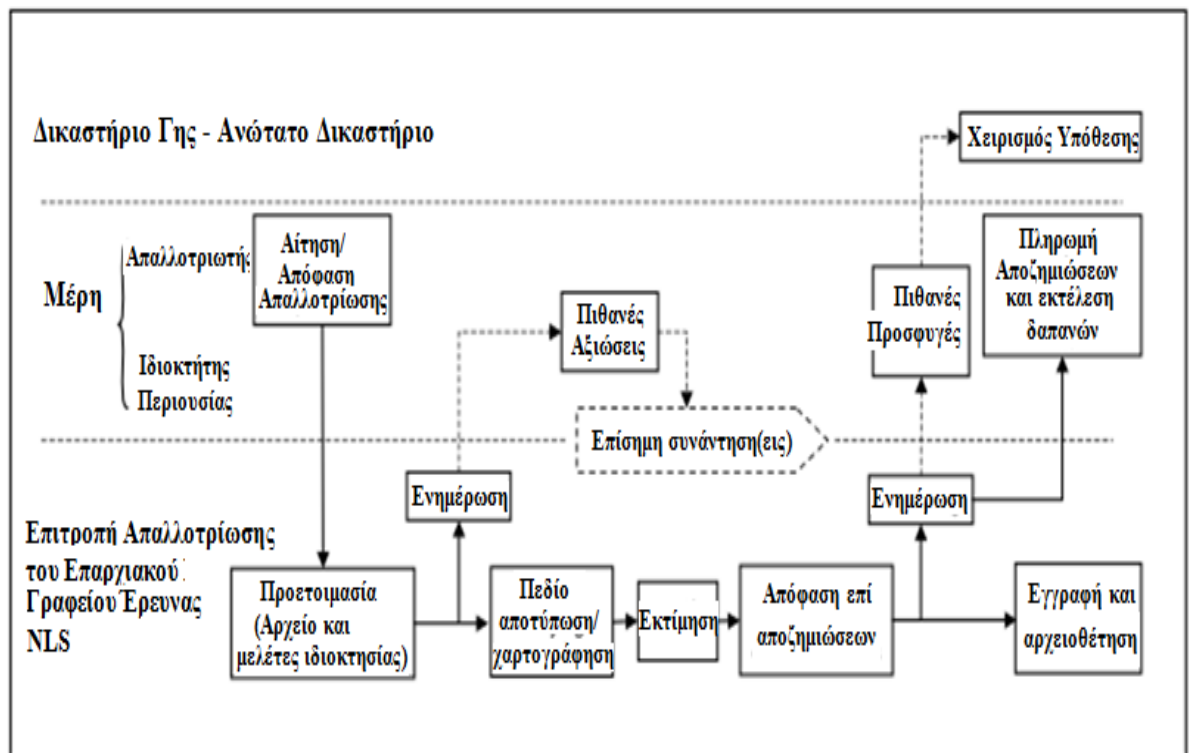 Δικαστήριο Γης - Ανώτατο Δικαστήριο
Χειρισμός Υπόθεσης
Μέρη
Απαλλοτριωτής
Ιδιοκτήτης
Περιουσίας
Αίτηση/
Απόφαση
Απαλλοτρίωσης
Πιθανές
Αξιώσεις
Πιθανές
Προσφυγές
Πληρωμή
Αποζημιώσεων
και εκτέλεση
δαπανών
Επίσημη συνάντηση(εις)
Ενημέρωση
Ενημέρωση
Επιτροπή Απαλλοτρίωσης
του Επαρχιακού
Γραφείου Έρευνας
NLS
Προετοιμασία
(Αρχείο και
μελέτες ιδιοκτησίας)
Πεδίο
αποτύπωση/
χαρτογράφηση
Εκτίμηση
Απόφαση επί
αποζημιώσεων
Εγγραφή και
αρχειοθέτηση